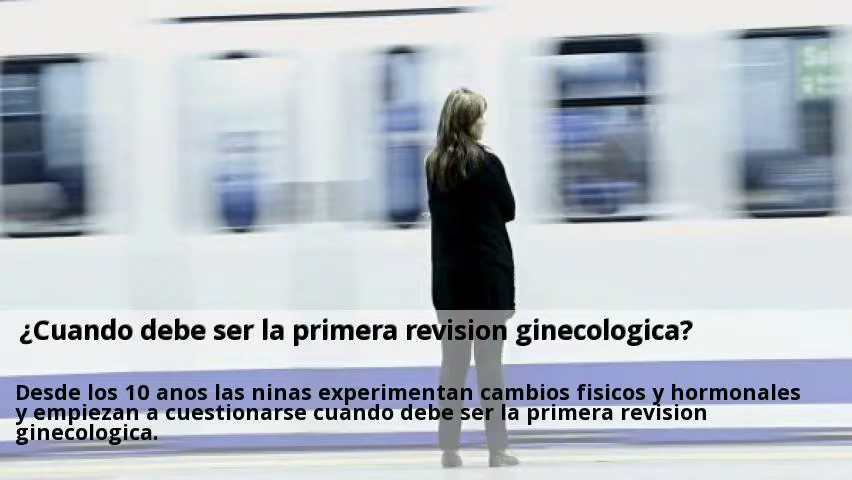 ¿Cuando debe ser la primera revision ginecologica?
Desde los 10 anos las ninas experimentan cambios fisicos y hormonales
y empiezan a cuestionarse cuando debe ser la primera revision
ginecologica.